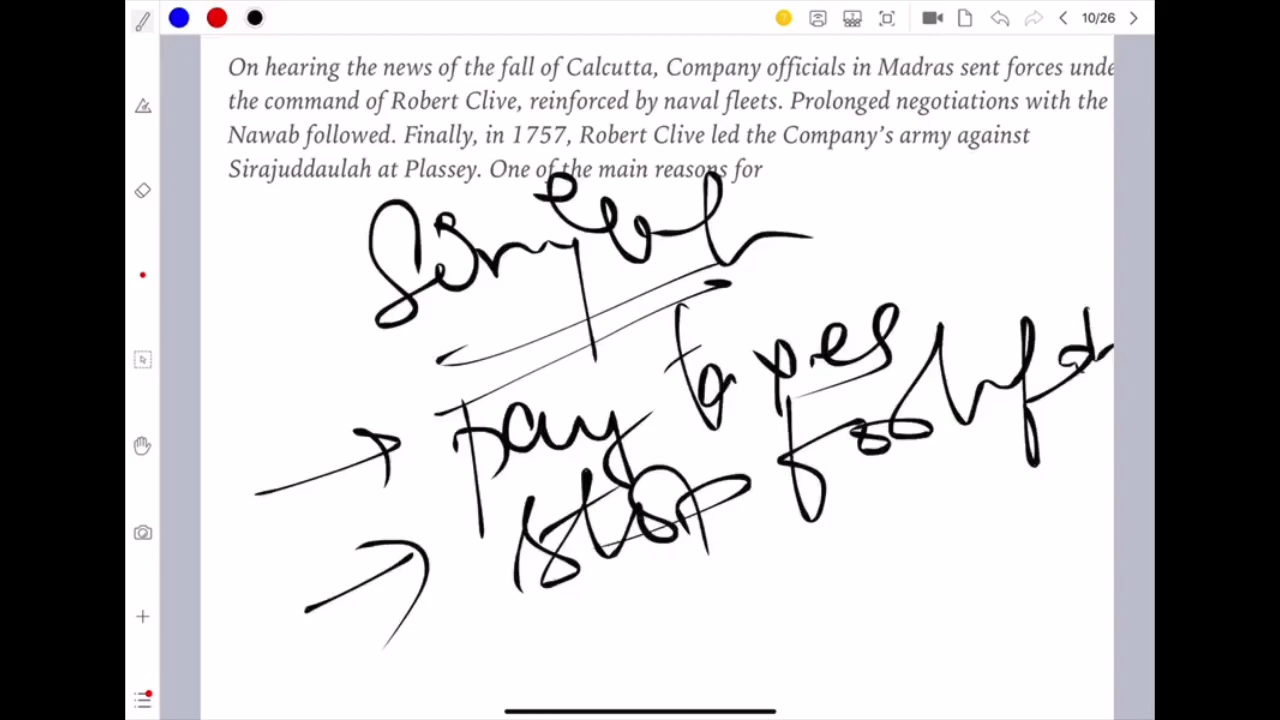 10/26
On hearing the news of the fall of Calcutta, Company officials in Madras sent forces unde
the command of Robert Clive, reinforced by naval fleets. Prolonged negotiations with the
Nawab followed. Finally, in 1757, Robert Clive led the Company's army against
Sirajuddaulah at Plassey. One of the main reasons for
pay taxes
stop